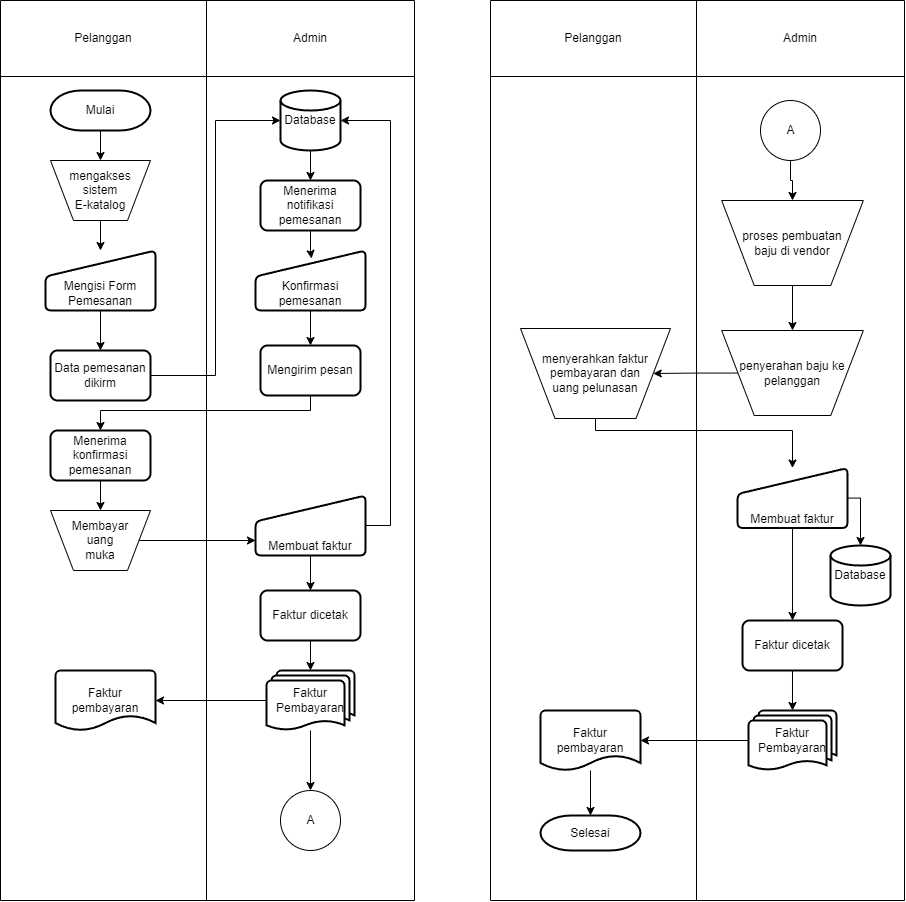 Pelanggan
Admin
Mulai
mengakses
sistem
E-katalog
Mengisi Form
Pemesanan
Data pemesanan
dikirm
Database
Menerima
notifikasi
pemesanan
Konfirmasi
pemesanan
Mengirim pesan
Menerima
konfirmasi
pemesanan
Membayar
uang
muka
Membuat faktur
Faktur dicetak
Faktur
Pembayaran
Faktur
pembayaran
A
Pelanggan
Admin
A
proses pembuatan
baju di vendor
penyerahan baju ke
pelanggan
menyerahkan faktur
pembayaran dan
uang pelunasan
Membuat faktur
Database
Faktur dicetak
Faktur
Pembayaran
Faktur
pembayaran
Selesai